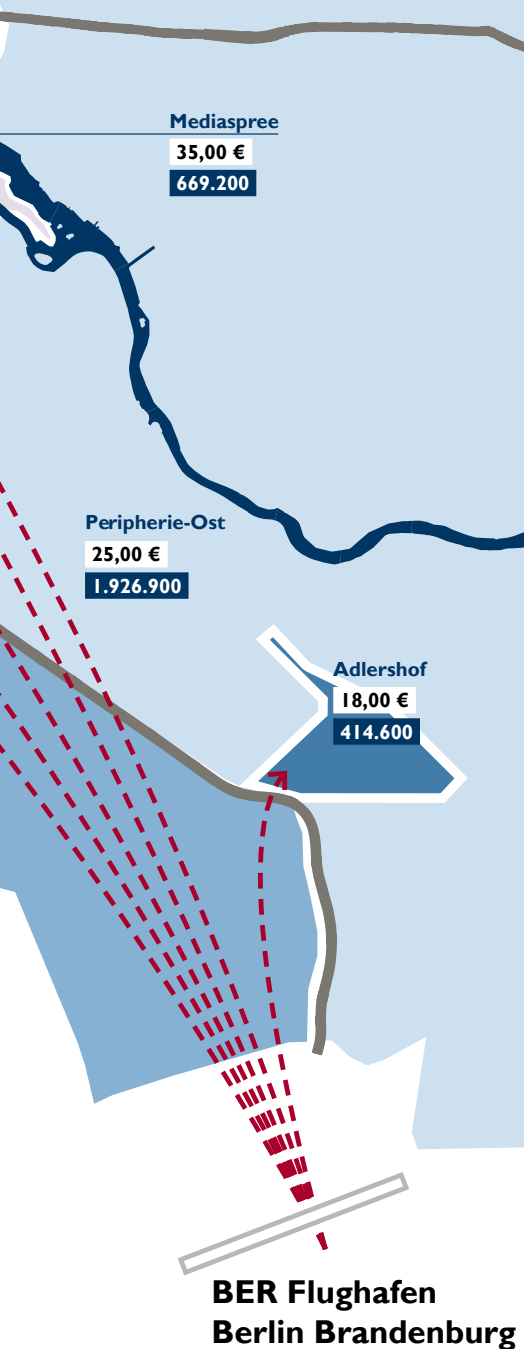 Mediaspree
35,00 €
669.200
Peripherie-Ost
25,00 €
1.926.900
Adlershof
18,00 €
414.600
BER Flughafen
Berlin Brandenburg